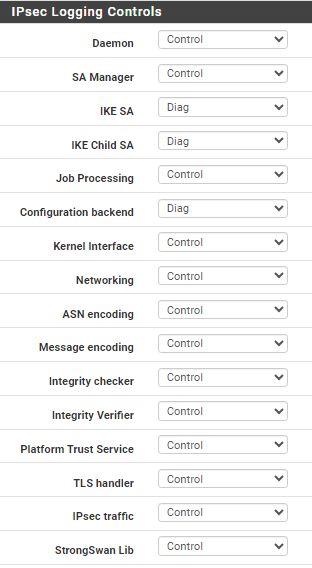 IPsec Logging Controls
Daemon Control
SA Manager Control
IKE SA Diag
IKE Child SA Diag
Job Processing Control
Configuration backend Diag
Kernel Interface Control
Networking Control
ASN encoding Control
Message encoding Control
Integrity checker Control
Integrity Verifier Control
Platform Trust Service Control
TLS handler Control
IPsec traffic Control
StrongSwan Lib Control